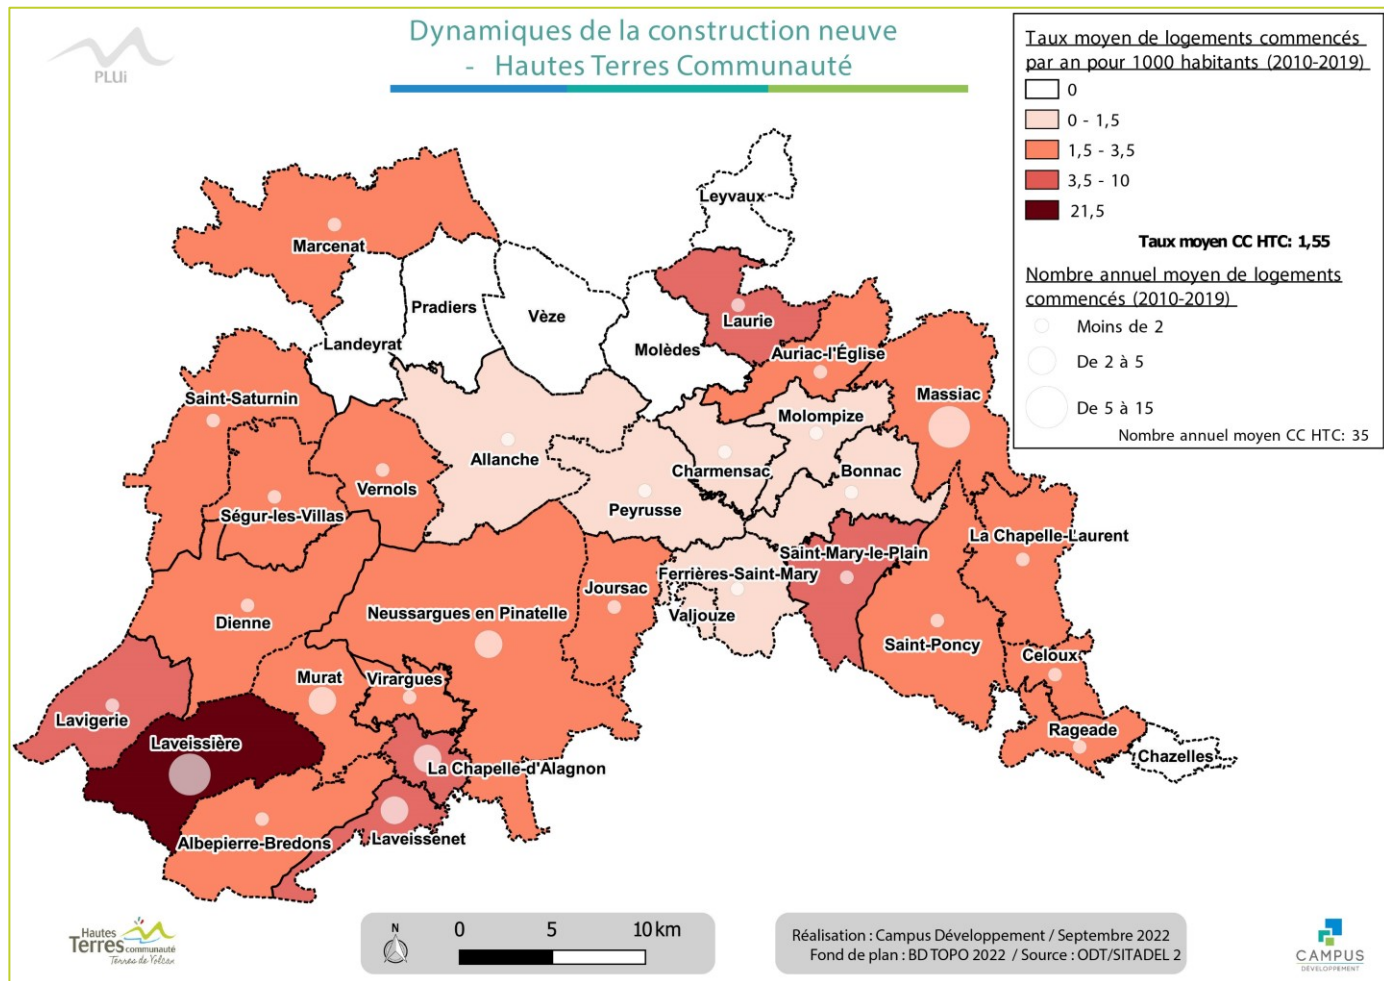 PLUi
Dynamiques de la construction neuve
- Hautes Terres Communauté
Taux moyen de logements commencés
par an pour 1000 habitants (2010-2019)
0
0 - 1,5
1,5 - 3,5
3,5 - 10
21,5
Taux moyen CC HTC: 1,55
Nombre annuel moyen de logements
commencés (2010-2019)
Moins de 2
De 2 à 5
De 5 à 15
Nombre annuel moyen CC HTC: 35
Leyvaux
Marcenat
Pradiers
Vèze
Laurie
Landeyrat
Molèdes
Auriac-l'Église
Massiac
Saint-Saturnin
Molompize
Allanche
Charmensac
Bonnac
Vernols
Peyrusse
Ségur-les-Villas
La Chapelle-Laurent
Saint-Mary-le-Plain
Ferrières-Saint-Mary
Joursac
Neussargues en Pinatelle
Valjouze
Dienne
Saint-Poncy
Celoux
Murat
Virargues
Lavigerie
Rageade
Laveissière
Chazelles
La Chapelle-d'Alagnon
Laveissenet
Albepierre-Bredons
Hautes
Terres communauté
Terres de Volcan
N
0 5 10 km
Réalisation : Campus Développement / Septembre 2022
Fond de plan : BD TOPO 2022 / Source : ODT/SITADEL 2
CAMPUS
DÉVELOPPEMENT